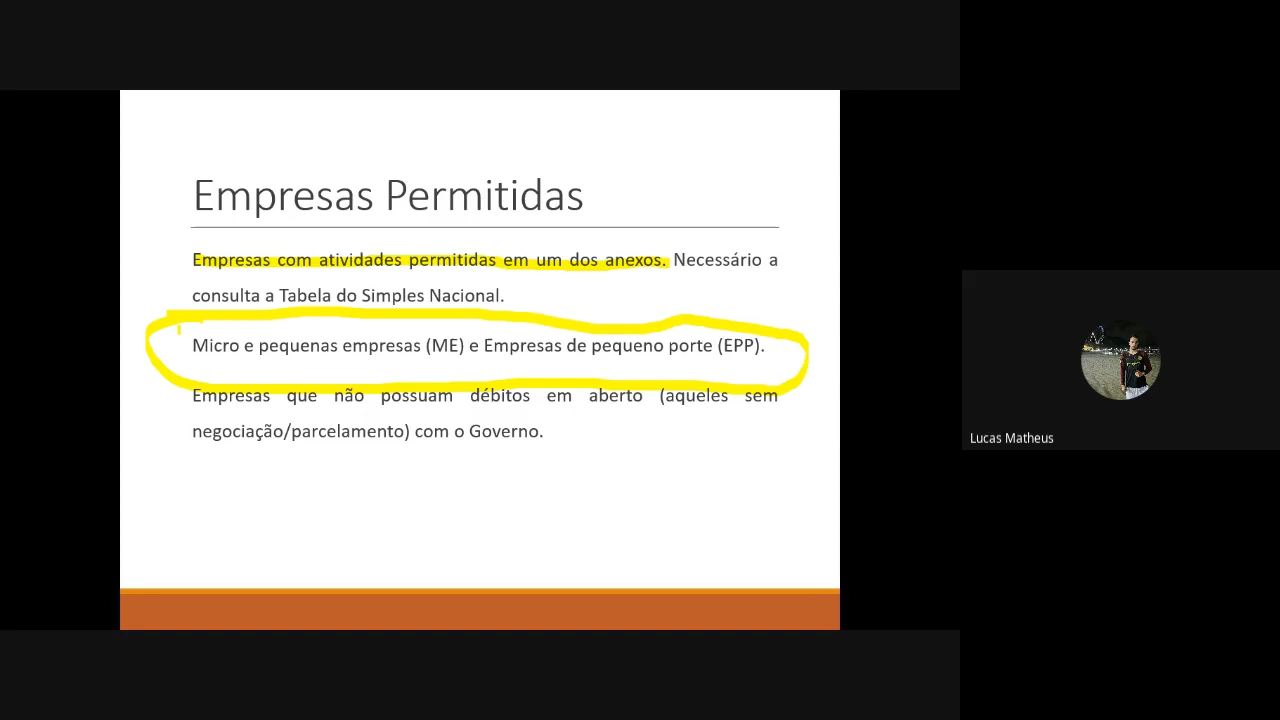 Empresas Permitidas
Empresas com atividades permitidas em um dos anexos. Necessário a
consulta a Tabela do Simples Nacional.
Micro e pequenas empresas (ME) e Empresas de pequeno porte (EPP).
Empresas que não possuam débitos em aberto (aqueles sem
negociação/parcelamento) com o Governo.
Lucas Matheus